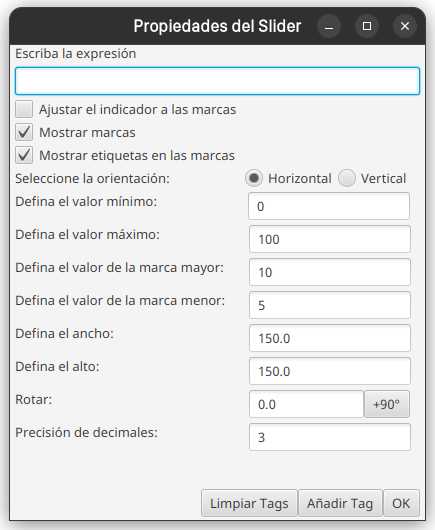 Propiedades del Slider
Escriba la expresión
Ajustar el indicador a las marcas
Mostrar marcas
Mostrar etiquetas en las marcas
Seleccione la orientación: Horizontal Vertical
Defina el valor mínimo: 0
Defina el valor máximo: 100
Defina el valor de la marca mayor: 10
Defina el valor de la marca menor: 5
Defina el ancho: 150.0
Defina el alto: 150.0
Rotar: 0.0 +90°
Precisión de decimales: 3
Limpiar Tags Añadir Tag OK